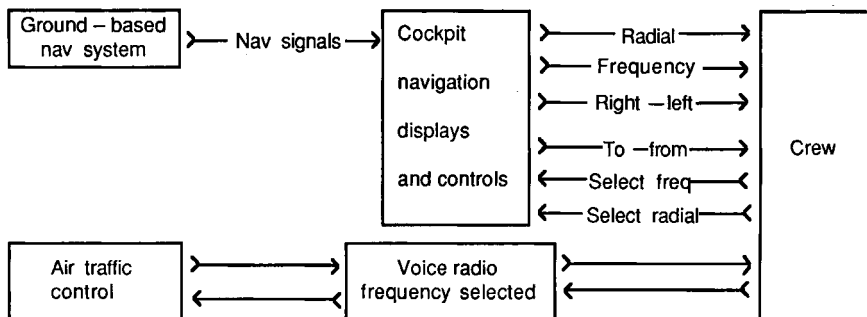 Ground – based
nav system
Nav signals
Cockpit
navigation
displays
and controls
Radial
Frequency
Right – left
To – from
Select freq
Select radial
Crew
Air traffic
control
Voice radio
frequency selected